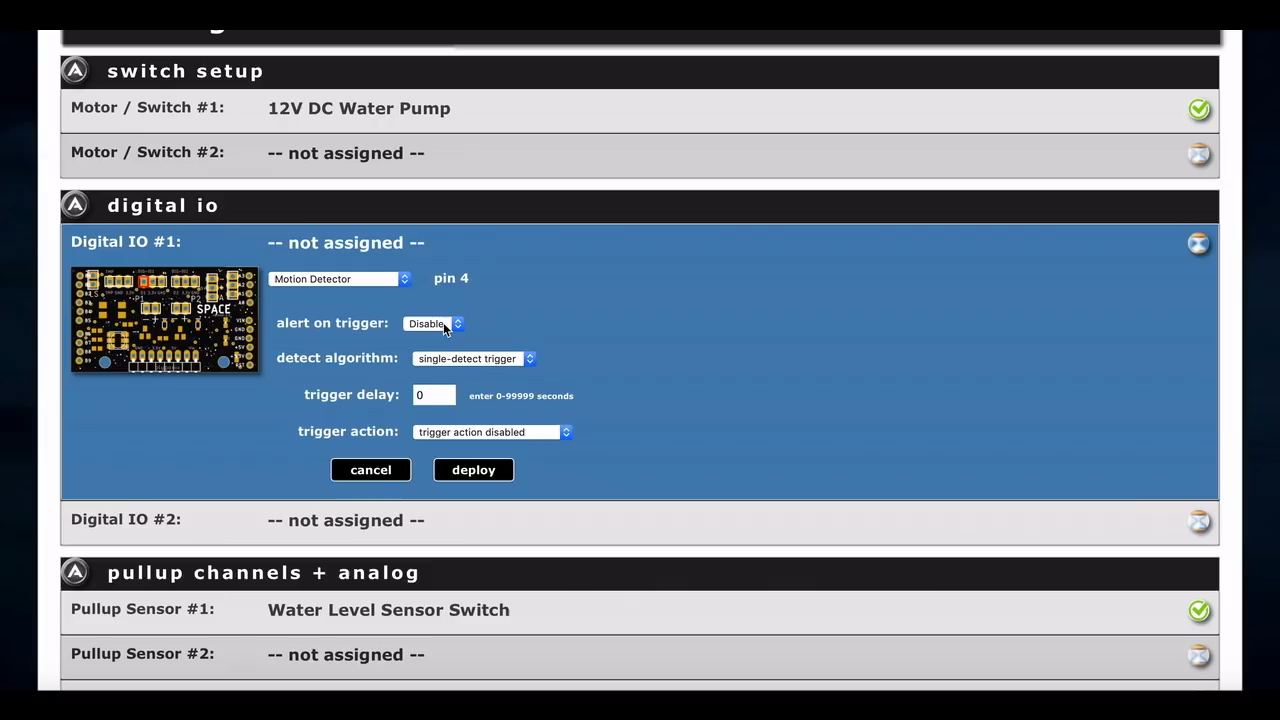 switch setup
Motor / Switch #1: 12V DC Water Pump
Motor / Switch #2: -- not assigned --
digital io
Digital IO #1: -- not assigned --
Motion Detector pin 4
SPACE
P1
P2
alert on trigger: Disable
detect algorithm: single-detect trigger
trigger delay: 0 enter 0-99999 seconds
trigger action: trigger action disabled
cancel deploy
Digital IO #2: -- not assigned --
pullup channels + analog
Pullup Sensor #1: Water Level Sensor Switch
Pullup Sensor #2: -- not assigned --